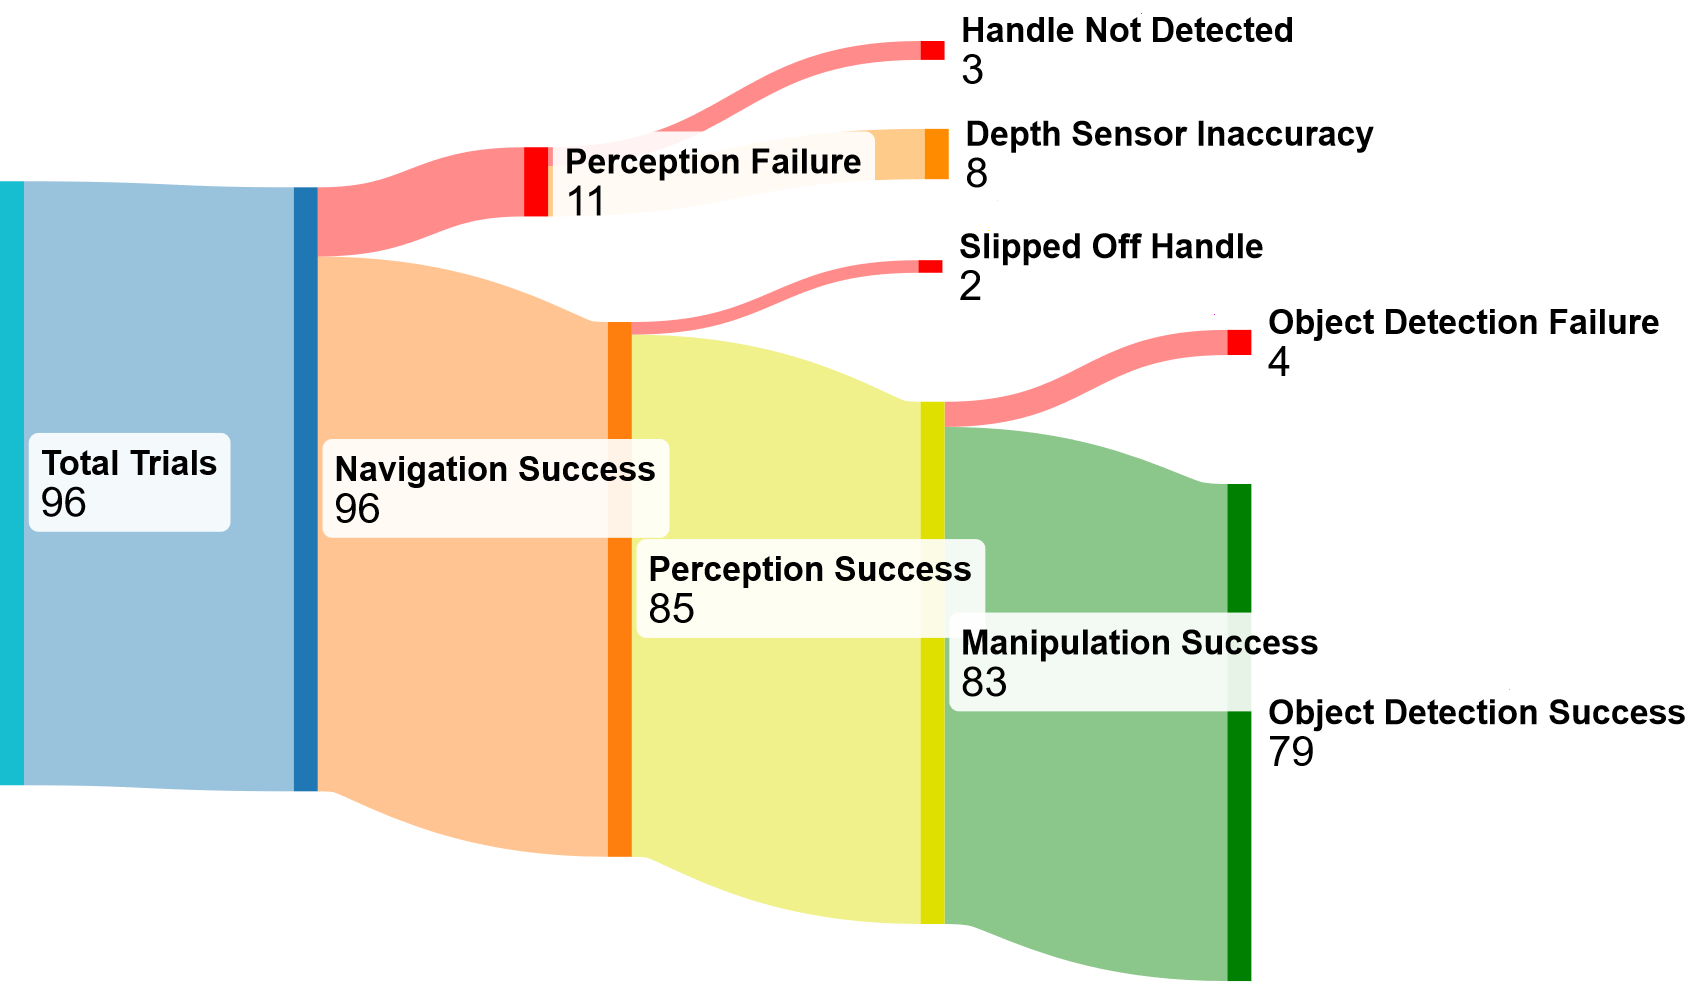 Handle Not Detected
3
Depth Sensor Inaccuracy
8
Perception Failure
11
Slipped Off Handle
2
Object Detection Failure
4
Total Trials
96
Navigation Success
96
Perception Success
85
Manipulation Success
83
Object Detection Success
79